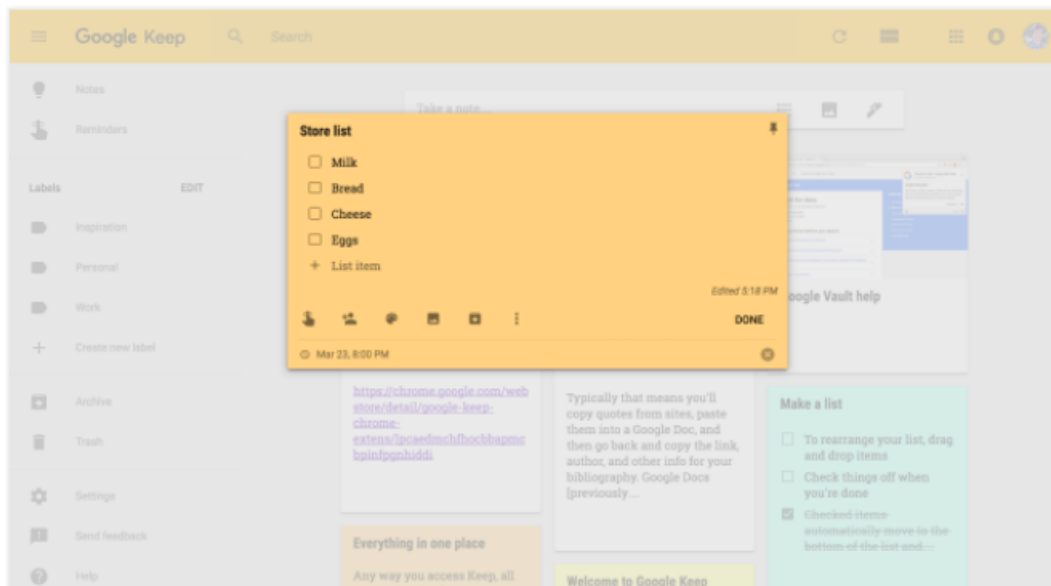 Google Keep
Search
Notes
Reminders
Labels
EDIT
Inspiration
Personal
Work
Create new label
Archive
Trash
Settings
Send feedback
Help
Take a note...
Store list
Milk
Bread
Cheese
Eggs
+ List item
Edited 5:18 PM
DONE
Mar 23, 8:00 PM
https://chrome.google.com/web
store/detail/google-keep-
chrome-
extens/lpcaedmchfhocbbapmc
bpinfpgnhiddi
Everything in one place
Any way you access Keep, all
Typically that means you'll
copy quotes from sites, paste
them into a Google Doc, and
then go back and copy the link,
author, and other info for your
bibliography. Google Docs
[previously…
Welcome to Google Keep
oogle Vault help
Make a list
To rearrange your list, drag
and drop items
Check things off when
you're done
Checked items
automatically move to the
bottom of the list and…